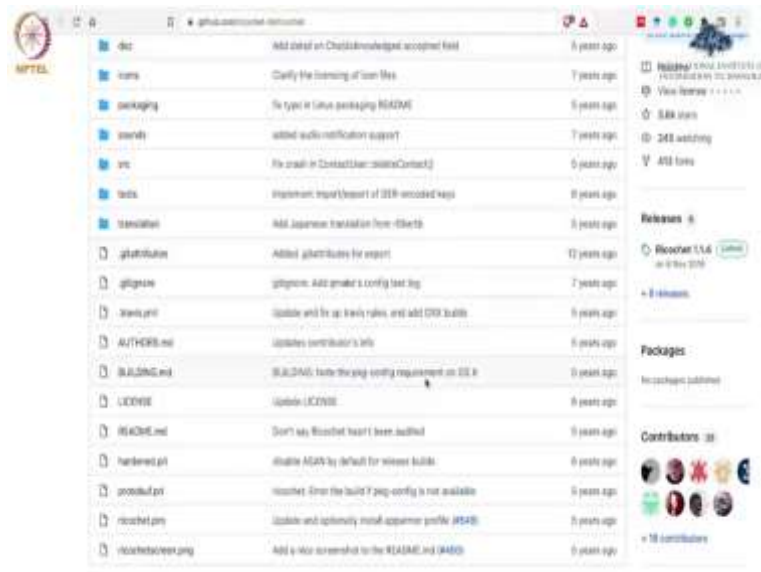 NPTEL
doc Add detail on ChatAcknowledged accepted field 5 years ago
icons Clarify the licensing of icon files 7 years ago
packaging Fix typo in Linux packaging README 5 years ago
sounds added audio notification support 7 years ago
src Fix crash in ContactUser::deleteContact() 5 years ago
tests Implement import/export of DER-encoded keys 6 years ago
translation Add Japanese translation from 5 years ago
.gitattributes Added .gitattributes for export 12 years ago
.gitignore gitignore: Add qmake's config test log 7 years ago
.travis.yml Update and fix up travis rules, and add OSX builds 5 years ago
AUTHORS.md Updates contributor's info 5 years ago
BUILDING.md BUILDING: Note the pkg-config requirement on OS X 5 years ago
LICENSE Update LICENSE 6 years ago
README.md Don't say Ricochet hasn't been audited 5 years ago
hardened.pri disable ASAN by default for release builds 6 years ago
protobuf.pri ricochet: Error the build if pkg-config is not available 5 years ago
ricochet.pro Update and optionally install apparmor profile 5 years ago
ricochetscreen.png Add a nice screenshot to the README.md 5 years ago
Readme
View license
stars
245 watching
forks
Releases
Ricochet 1.1.4 Latest
+ 8 releases
Packages
No packages published
Contributors
contributors